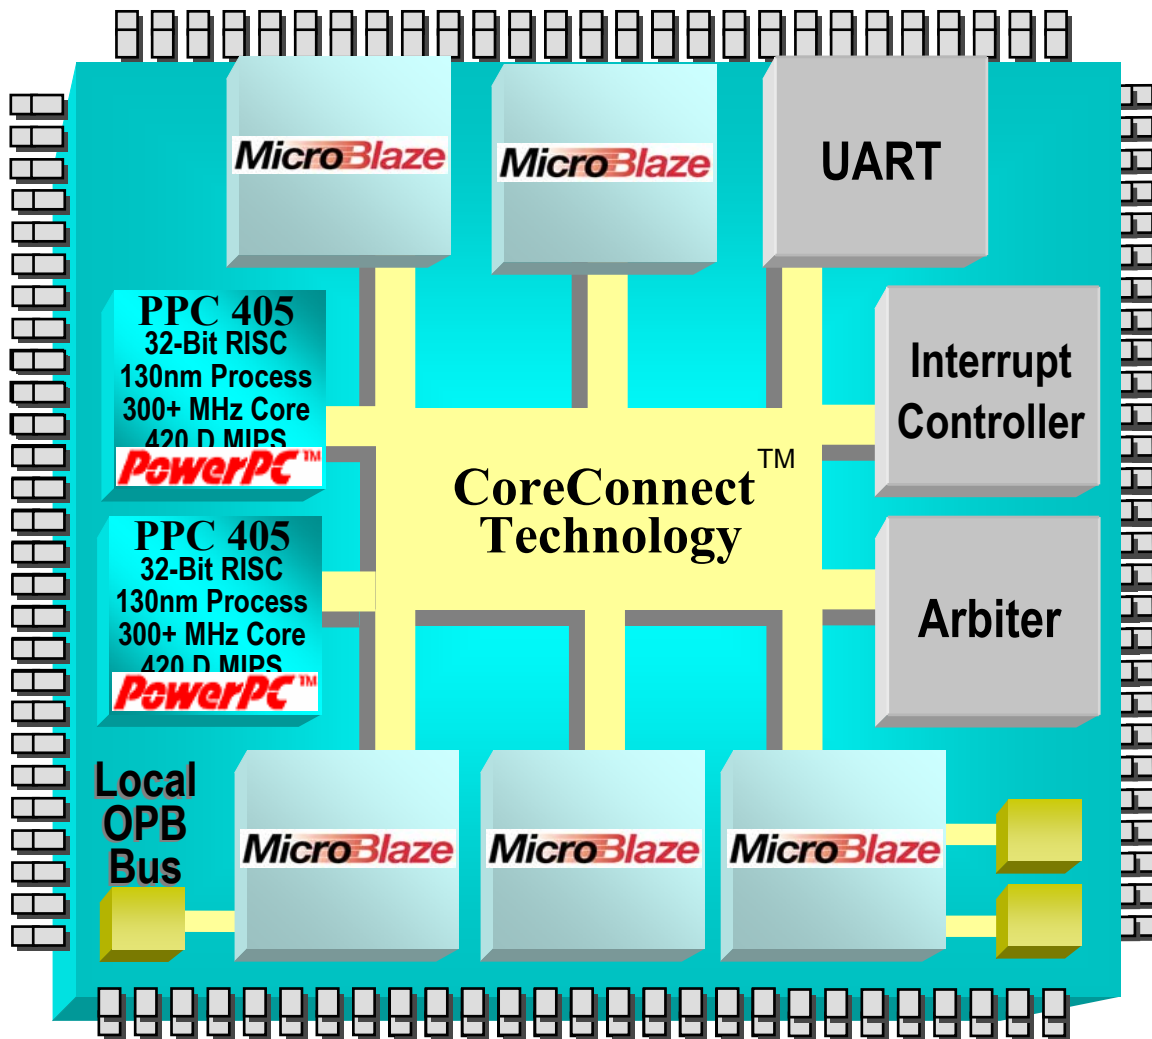 MicroBlaze
MicroBlaze
UART
PPC 405
32-Bit RISC
130nm Process
300+ MHz Core
420 D MIPS
PowerPC™
Interrupt
Controller
CoreConnect™
Technology
PPC 405
32-Bit RISC
130nm Process
300+ MHz Core
420 D MIPS
PowerPC™
Arbiter
Local
OPB
Bus
MicroBlaze
MicroBlaze
MicroBlaze